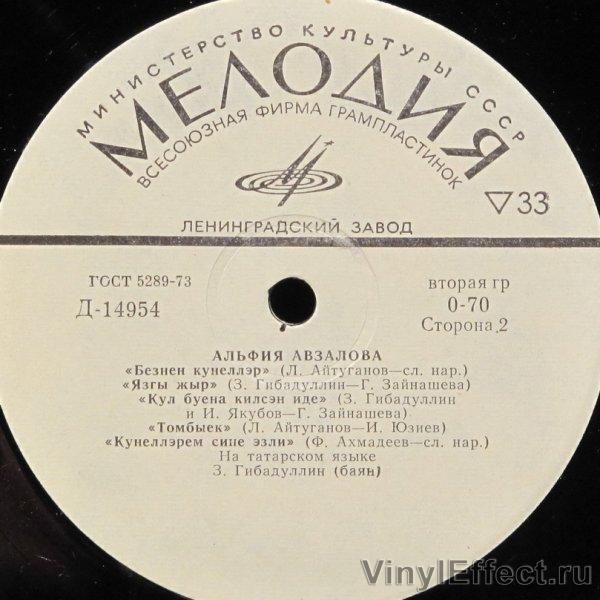 МИНИСТЕРСТВО КУЛЬТУРЫ СССР
МЕЛОДИЯ
ВСЕСОЮЗНАЯ ФИРМА ГРАМПЛАСТИНОК
▽33
ЛЕНИНГРАДСКИЙ ЗАВОД
ГОСТ 5289-73
Д-14954
вторая гр
0-70
Сторона 2
АЛЬФИЯ АВЗАЛОВА
«Безнен кунеллэр» (Л. Айтуганов—сл. нар.)
«Язгы жыр» (З. Гибадуллин—Г. Зайнашева)
«Кул буена килсэн иде» (З. Гибадуллин
и И. Якубов—Г. Зайнашева)
«Томбыек» (Л. Айтуганов—И. Юзиев)
«Кунеллэрем сине эзли» (Ф. Ахмадеев—сл. нар.)
На татарском языке
З. Гибадуллин (баян)
VinylEffect.ru